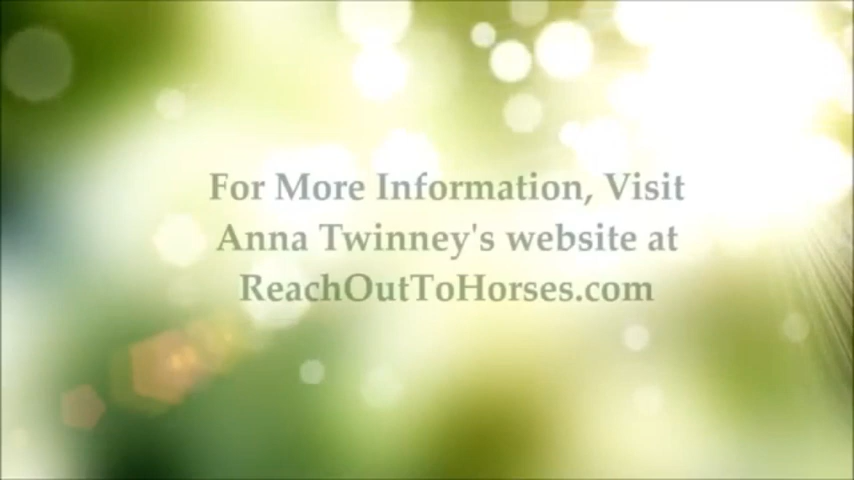 For More Information, Visit
Anna Twinney's website at
ReachOutToHorses.com